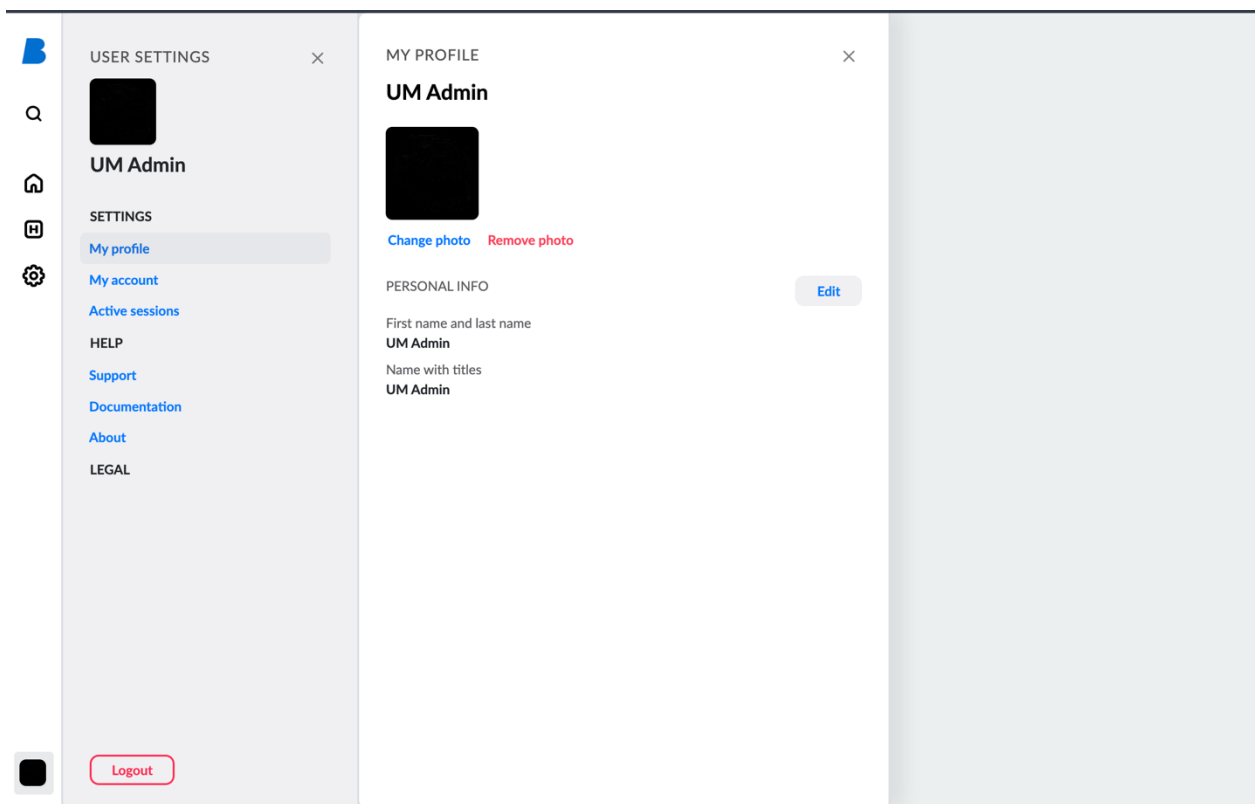 USER SETTINGS
UM Admin
SETTINGS
My profile
My account
Active sessions
HELP
Support
Documentation
About
LEGAL
Logout
MY PROFILE
UM Admin
Change photo Remove photo
PERSONAL INFO
Edit
First name and last name
UM Admin
Name with titles
UM Admin